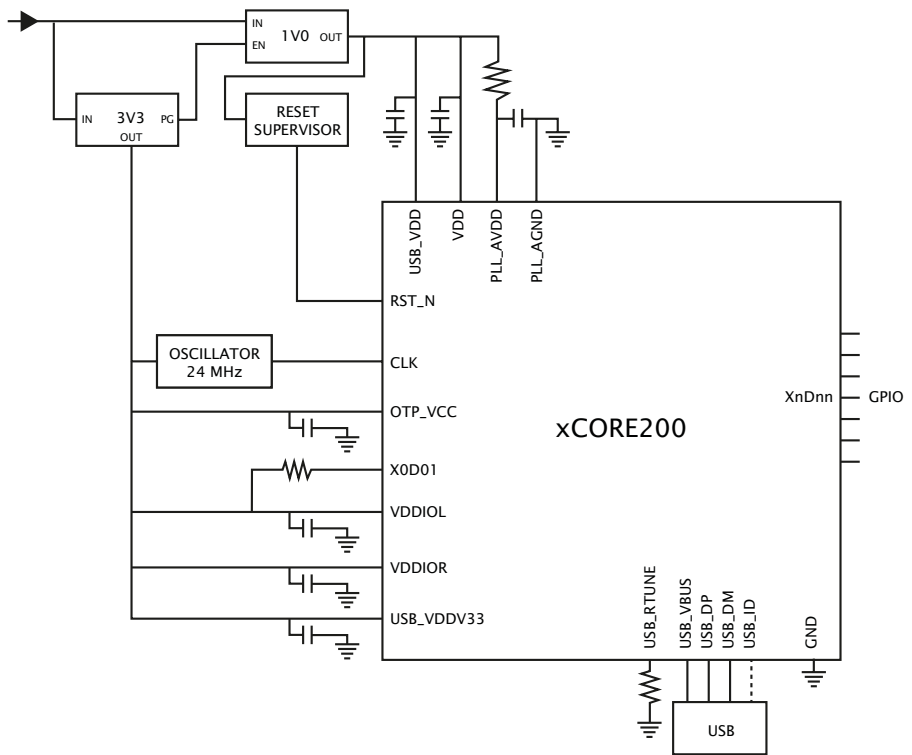 IN
1V0
OUT
EN
IN
3V3
PG
OUT
RESET
SUPERVISOR
USB_VDD
VDD
PLL_AVDD
PLL_AGND
RST_N
OSCILLATOR
24 MHz
CLK
XnDnn
GPIO
OTP_VCC
xCORE200
X0D01
VDDIOL
VDDIOR
USB_VDDV33
USB_RTUNE
USB_VBUS
USB_DP
USB_DM
USB_ID
GND
USB